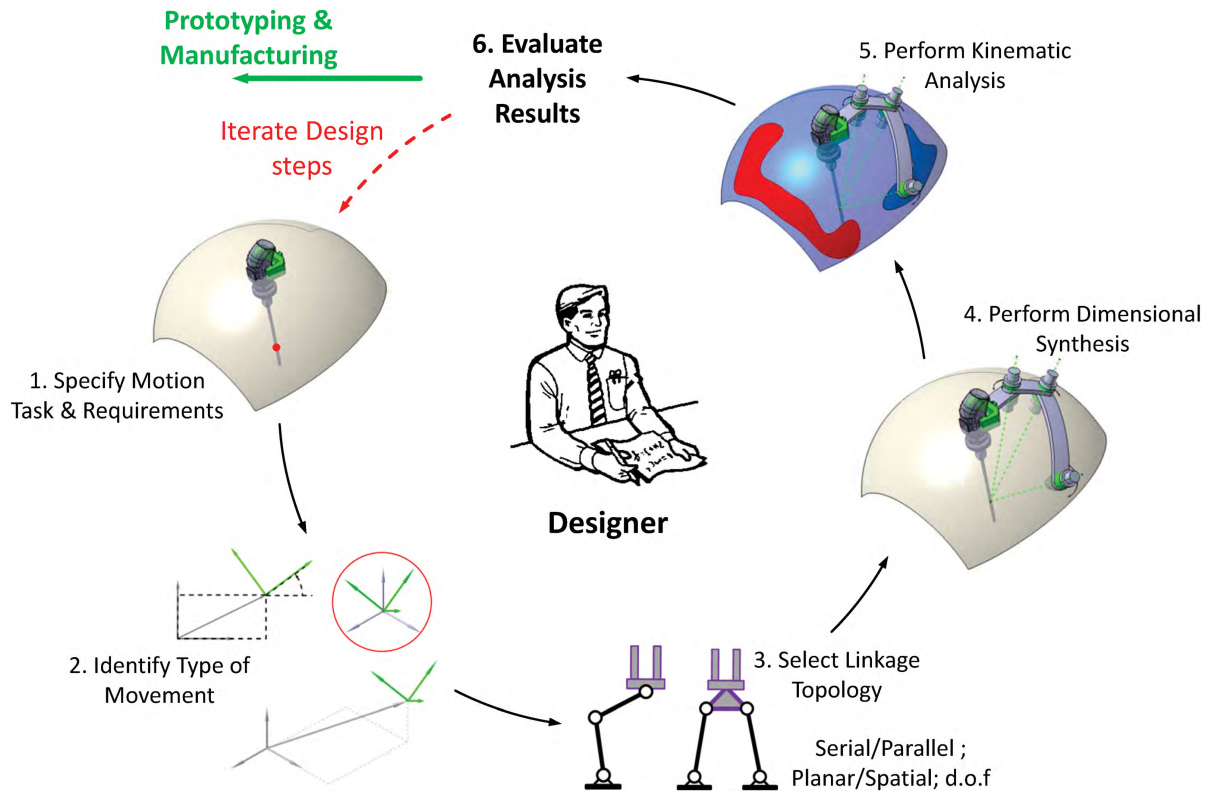 Prototyping &
Manufacturing
6. Evaluate
Analysis
Results
5. Perform Kinematic
Analysis
Iterate Design
steps
1. Specify Motion
Task & Requirements
4. Perform Dimensional
Synthesis
Designer
2. Identify Type of
Movement
3. Select Linkage
Topology
Serial/Parallel ;
Planar/Spatial; d.o.f